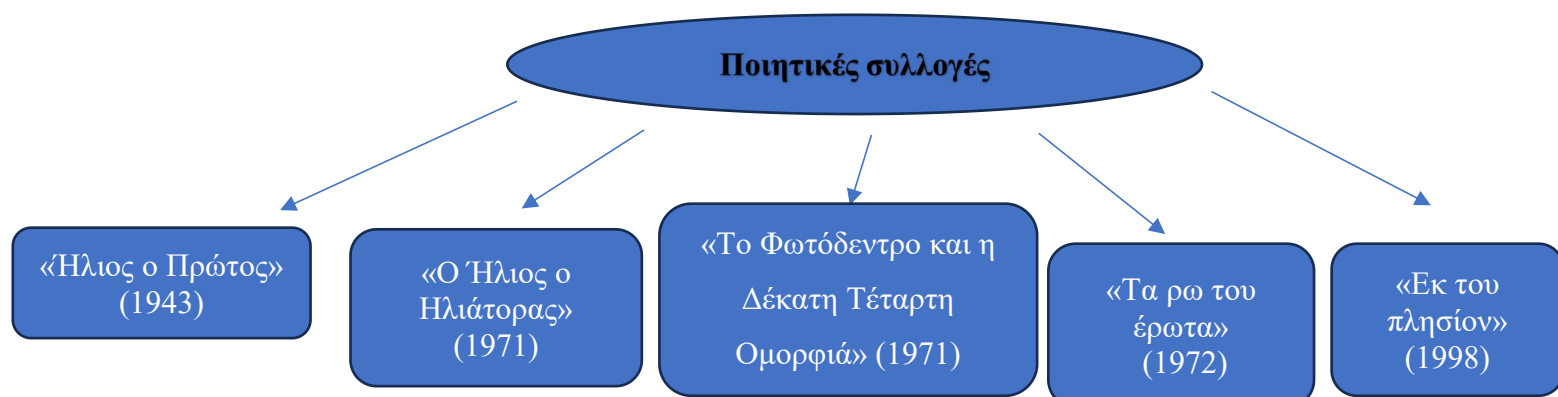 Ποιητικές συλλογές
«Ήλιος ο Πρώτος»
(1943)
«Ο Ήλιος ο
Ηλιάτορας»
(1971)
«Το Φωτόδεντρο και η
Δέκατη Τέταρτη
Ομορφιά» (1971)
«Τα ρω του
έρωτα»
(1972)
«Εκ του
πλησίον»
(1998)